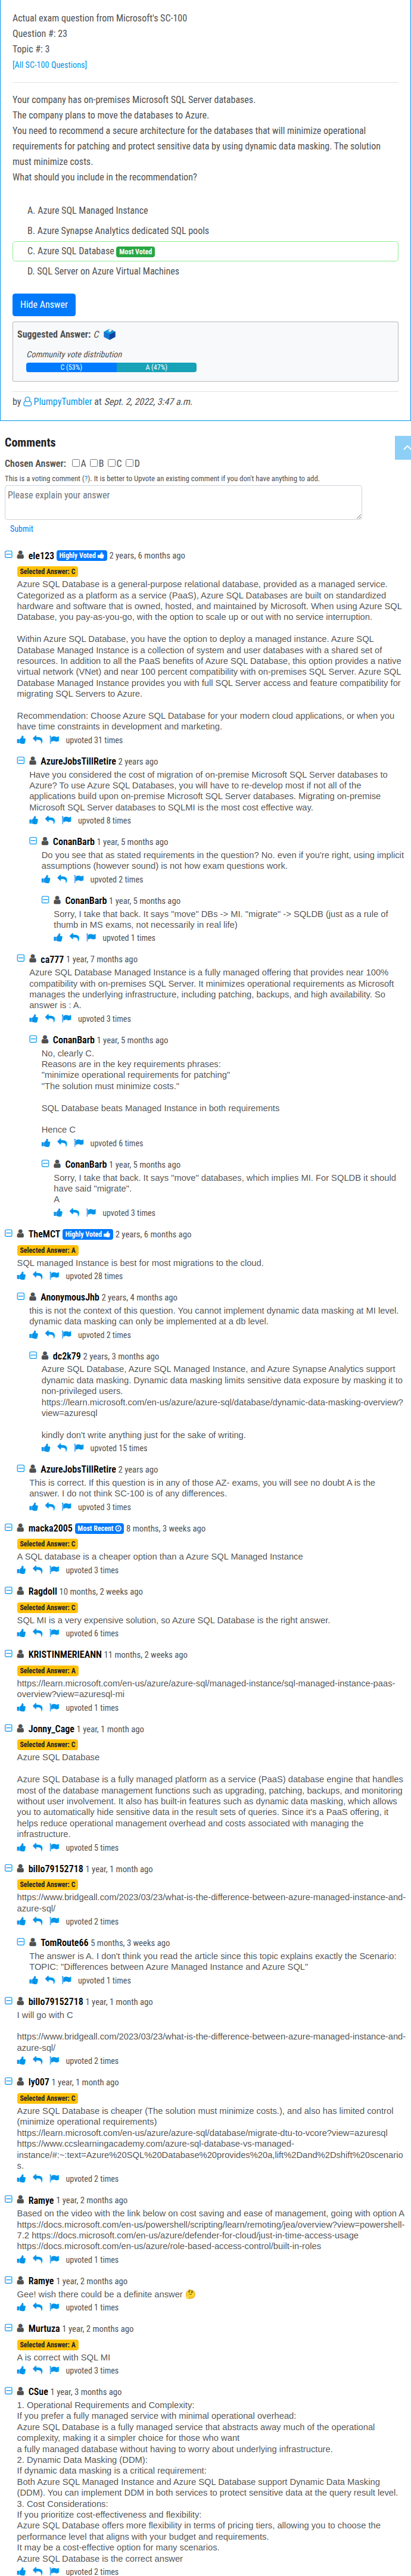 Actual exam question from Microsoft's SC-100
Question #: 23
Topic #: 3
[All SC-100 Questions]
Your company has on-premises Microsoft SQL Server databases.
The company plans to move the databases to Azure.
You need to recommend a secure architecture for the databases that will minimize operational
requirements for patching and protect sensitive data by using dynamic data masking. The solution
must minimize costs.
What should you include in the recommendation?
A. Azure SQL Managed Instance
B. Azure Synapse Analytics dedicated SQL pools
C. Azure SQL Database Most Voted
D. SQL Server on Azure Virtual Machines
Hide Answer
Suggested Answer: C
Community vote distribution
C (53%) A (47%)
by PlumpyTumbler at Sept. 2, 2022, 3:47 a.m.
Comments
Chosen Answer: A B C D
This is a voting comment (?). It is better to Upvote an existing comment if you don't have anything to add.
Please explain your answer
Submit
ele123 Highly Voted 2 years, 6 months ago
Selected Answer: C
Azure SQL Database is a general-purpose relational database, provided as a managed service.
Categorized as a platform as a service (PaaS), Azure SQL Databases are built on standardized
hardware and software that is owned, hosted, and maintained by Microsoft. When using Azure SQL
Database, you pay-as-you-go, with the option to scale up or out with no service interruption.
Within Azure SQL Database, you have the option to deploy a managed instance. Azure SQL
Database Managed Instance is a collection of system and user databases with a shared set of
resources. In addition to all the PaaS benefits of Azure SQL Database, this option provides a native
virtual network (VNet) and near 100 percent compatibility with on-premises SQL Server. Azure SQL
Database Managed Instance provides you with full SQL Server access and feature compatibility for
migrating SQL Servers to Azure.
Recommendation: Choose Azure SQL Database for your modern cloud applications, or when you
have time constraints in development and marketing.
upvoted 31 times
AzureJobsTillRetire 2 years ago
Have you considered the cost of migration of on-premise Microsoft SQL Server databases to
Azure? To use Azure SQL Databases, you will have to re-develop most if not all of the
applications build upon on-premise Microsoft SQL Server databases. Migrating on-premise
Microsoft SQL Server databases to SQLMI is the most cost effective way.
upvoted 8 times
ConanBarb 1 year, 5 months ago
Do you see that as stated requirements in the question? No. even if you're right, using implicit
assumptions (however sound) is not how exam questions work.
upvoted 2 times
ConanBarb 1 year, 5 months ago
Sorry, I take that back. It says "move" DBs -> MI. "migrate" -> SQLDB (just as a rule of
thumb in MS exams, not necessarily in real life)
upvoted 1 times
ca777 1 year, 7 months ago
Azure SQL Database Managed Instance is a fully managed offering that provides near 100%
compatibility with on-premises SQL Server. It minimizes operational requirements as Microsoft
manages the underlying infrastructure, including patching, backups, and high availability. So
answer is : A.
upvoted 3 times
ConanBarb 1 year, 5 months ago
No, clearly C.
Reasons are in the key requirements phrases:
"minimize operational requirements for patching"
"The solution must minimize costs."
SQL Database beats Managed Instance in both requirements
Hence C
upvoted 6 times
ConanBarb 1 year, 5 months ago
Sorry, I take that back. It says "move" databases, which implies MI. For SQLDB it should
have said "migrate".
A
upvoted 3 times
TheMCT Highly Voted 2 years, 6 months ago
Selected Answer: A
SQL managed Instance is best for most migrations to the cloud.
upvoted 28 times
AnonymousJhb 2 years, 4 months ago
this is not the context of this question. You cannot implement dynamic data masking at MI level.
dynamic data masking can only be implemented at a db level.
upvoted 2 times
dc2k79 2 years, 3 months ago
Azure SQL Database, Azure SQL Managed Instance, and Azure Synapse Analytics support
dynamic data masking. Dynamic data masking limits sensitive data exposure by masking it to
non-privileged users.
https://learn.microsoft.com/en-us/azure/azure-sql/database/dynamic-data-masking-overview?
view=azuresql
kindly don't write anything just for the sake of writing.
upvoted 15 times
AzureJobsTillRetire 2 years ago
This is correct. If this question is in any of those AZ- exams, you will see no doubt A is the
answer. I do not think SC-100 is of any differences.
upvoted 3 times
macka2005 Most Recent 8 months, 3 weeks ago
Selected Answer: C
A SQL database is a cheaper option than a Azure SQL Managed Instance
upvoted 3 times
Ragdoll 10 months, 2 weeks ago
Selected Answer: C
SQL MI is a very expensive solution, so Azure SQL Database is the right answer.
upvoted 6 times
KRISTINMERIEANN 11 months, 2 weeks ago
Selected Answer: A
https://learn.microsoft.com/en-us/azure/azure-sql/managed-instance/sql-managed-instance-paas-
overview?view=azuresql-mi
upvoted 1 times
Jonny_Cage 1 year, 1 month ago
Selected Answer: C
Azure SQL Database
Azure SQL Database is a fully managed platform as a service (PaaS) database engine that handles
most of the database management functions such as upgrading, patching, backups, and monitoring
without user involvement. It also has built-in features such as dynamic data masking, which allows
you to automatically hide sensitive data in the result sets of queries. Since it's a PaaS offering, it
helps reduce operational management overhead and costs associated with managing the
infrastructure.
upvoted 5 times
billo79152718 1 year, 1 month ago
Selected Answer: C
https://www.bridgeall.com/2023/03/23/what-is-the-difference-between-azure-managed-instance-and-
azure-sql/
upvoted 2 times
TomRoute66 5 months, 3 weeks ago
The answer is A. I don't think you read the article since this topic explains exactly the Scenario:
TOPIC: "Differences between Azure Managed Instance and Azure SQL"
upvoted 1 times
billo79152718 1 year, 1 month ago
I will go with C
https://www.bridgeall.com/2023/03/23/what-is-the-difference-between-azure-managed-instance-and-
azure-sql/
upvoted 2 times
ly007 1 year, 1 month ago
Selected Answer: C
Azure SQL Database is cheaper (The solution must minimize costs.), and also has limited control
(minimize operational requirements)
https://learn.microsoft.com/en-us/azure/azure-sql/database/migrate-dtu-to-vcore?view=azuresql
https://www.ccslearningacademy.com/azure-sql-database-vs-managed-
instance/#:~:text=Azure%20SQL%20Database%20provides%20a,lift%2Dand%2Dshift%20scenario
s.
upvoted 2 times
Ramye 1 year, 2 months ago
Based on the video with the link below on cost saving and ease of management, going with option A
https://docs.microsoft.com/en-us/powershell/scripting/learn/remoting/jea/overview?view=powershell-
7.2 https://docs.microsoft.com/en-us/azure/defender-for-cloud/just-in-time-access-usage
https://docs.microsoft.com/en-us/azure/role-based-access-control/built-in-roles
upvoted 1 times
Ramye 1 year, 2 months ago
Gee! wish there could be a definite answer 🤔
upvoted 1 times
Murtuza 1 year, 2 months ago
Selected Answer: A
A is correct with SQL MI
upvoted 3 times
CSue 1 year, 3 months ago
1. Operational Requirements and Complexity:
If you prefer a fully managed service with minimal operational overhead:
Azure SQL Database is a fully managed service that abstracts away much of the operational
complexity, making it a simpler choice for those who want
a fully managed database without having to worry about underlying infrastructure.
2. Dynamic Data Masking (DDM):
If dynamic data masking is a critical requirement:
Both Azure SQL Managed Instance and Azure SQL Database support Dynamic Data Masking
(DDM). You can implement DDM in both services to protect sensitive data at the query result level.
3. Cost Considerations:
If you prioritize cost-effectiveness and flexibility:
Azure SQL Database offers more flexibility in terms of pricing tiers, allowing you to choose the
performance level that aligns with your budget and requirements.
It may be a cost-effective option for many scenarios.
Azure SQL Database is the correct answer
upvoted 2 times